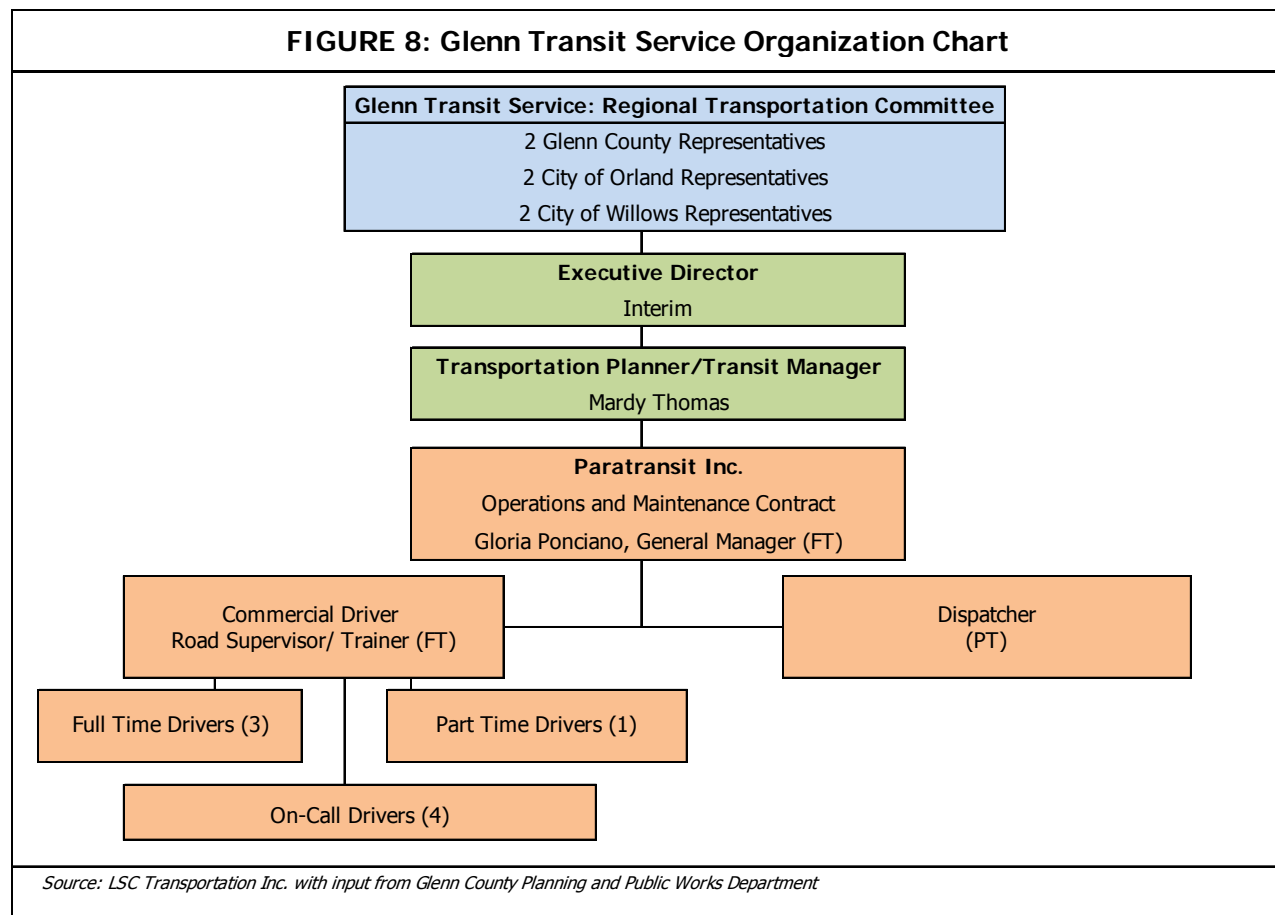 FIGURE 8: Glenn Transit Service Organization Chart
Glenn Transit Service: Regional Transportation Committee
2 Glenn County Representatives
2 City of Orland Representatives
2 City of Willows Representatives
Executive Director
Interim
Transportation Planner/Transit Manager
Mardy Thomas
Paratransit Inc.
Operations and Maintenance Contract
Gloria Ponciano, General Manager (FT)
Commercial Driver
Road Supervisor/ Trainer (FT)
Dispatcher
(PT)
Full Time Drivers (3)
Part Time Drivers (1)
On-Call Drivers (4)
Source: LSC Transportation Inc. with input from Glenn County Planning and Public Works Department